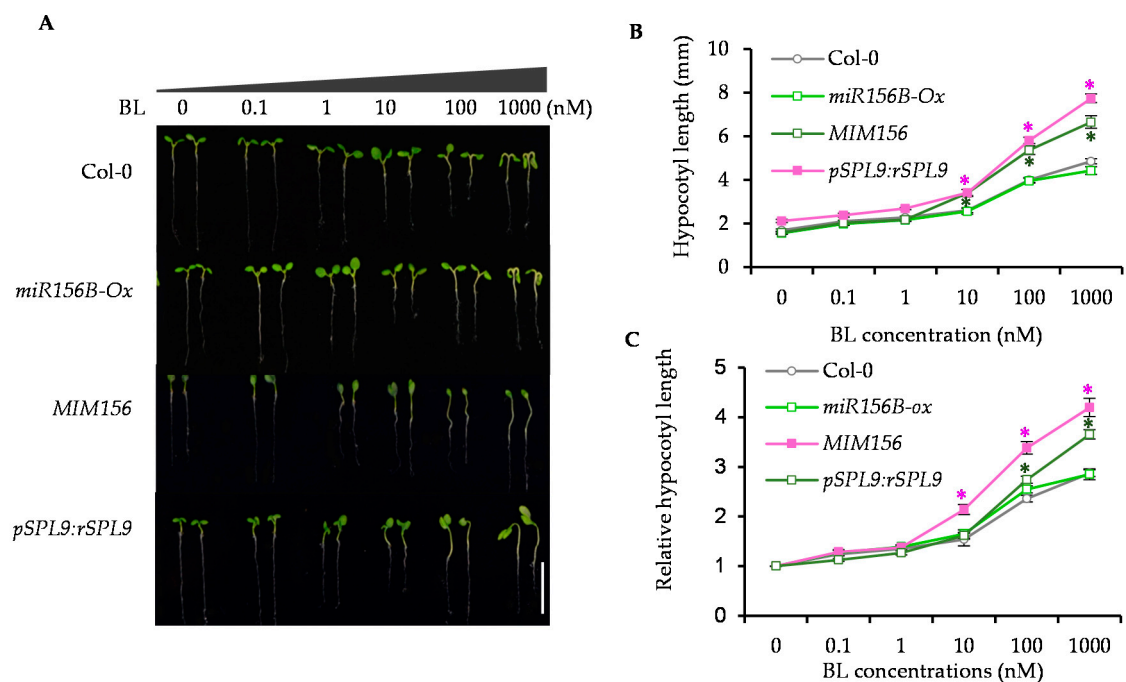 A
BL 0 0.1 1 10 100 1000 (nM)
Col-0
miR156B-Ox
MIM156
pSPL9:rSPL9
B
Hypocotyl length (mm)
10
8
6
4
2
0
Col-0
miR156B-Ox
MIM156
pSPL9:rSPL9
* * *
* * *
0 0.1 1 10 100 1000
BL concentration (nM)
C
Relative hypocotyl length
5
4
3
2
1
0
Col-0
miR156B-ox
MIM156
pSPL9:rSPL9
* * *
* *
0 0.1 1 10 100 1000
BL concentrations (nM)